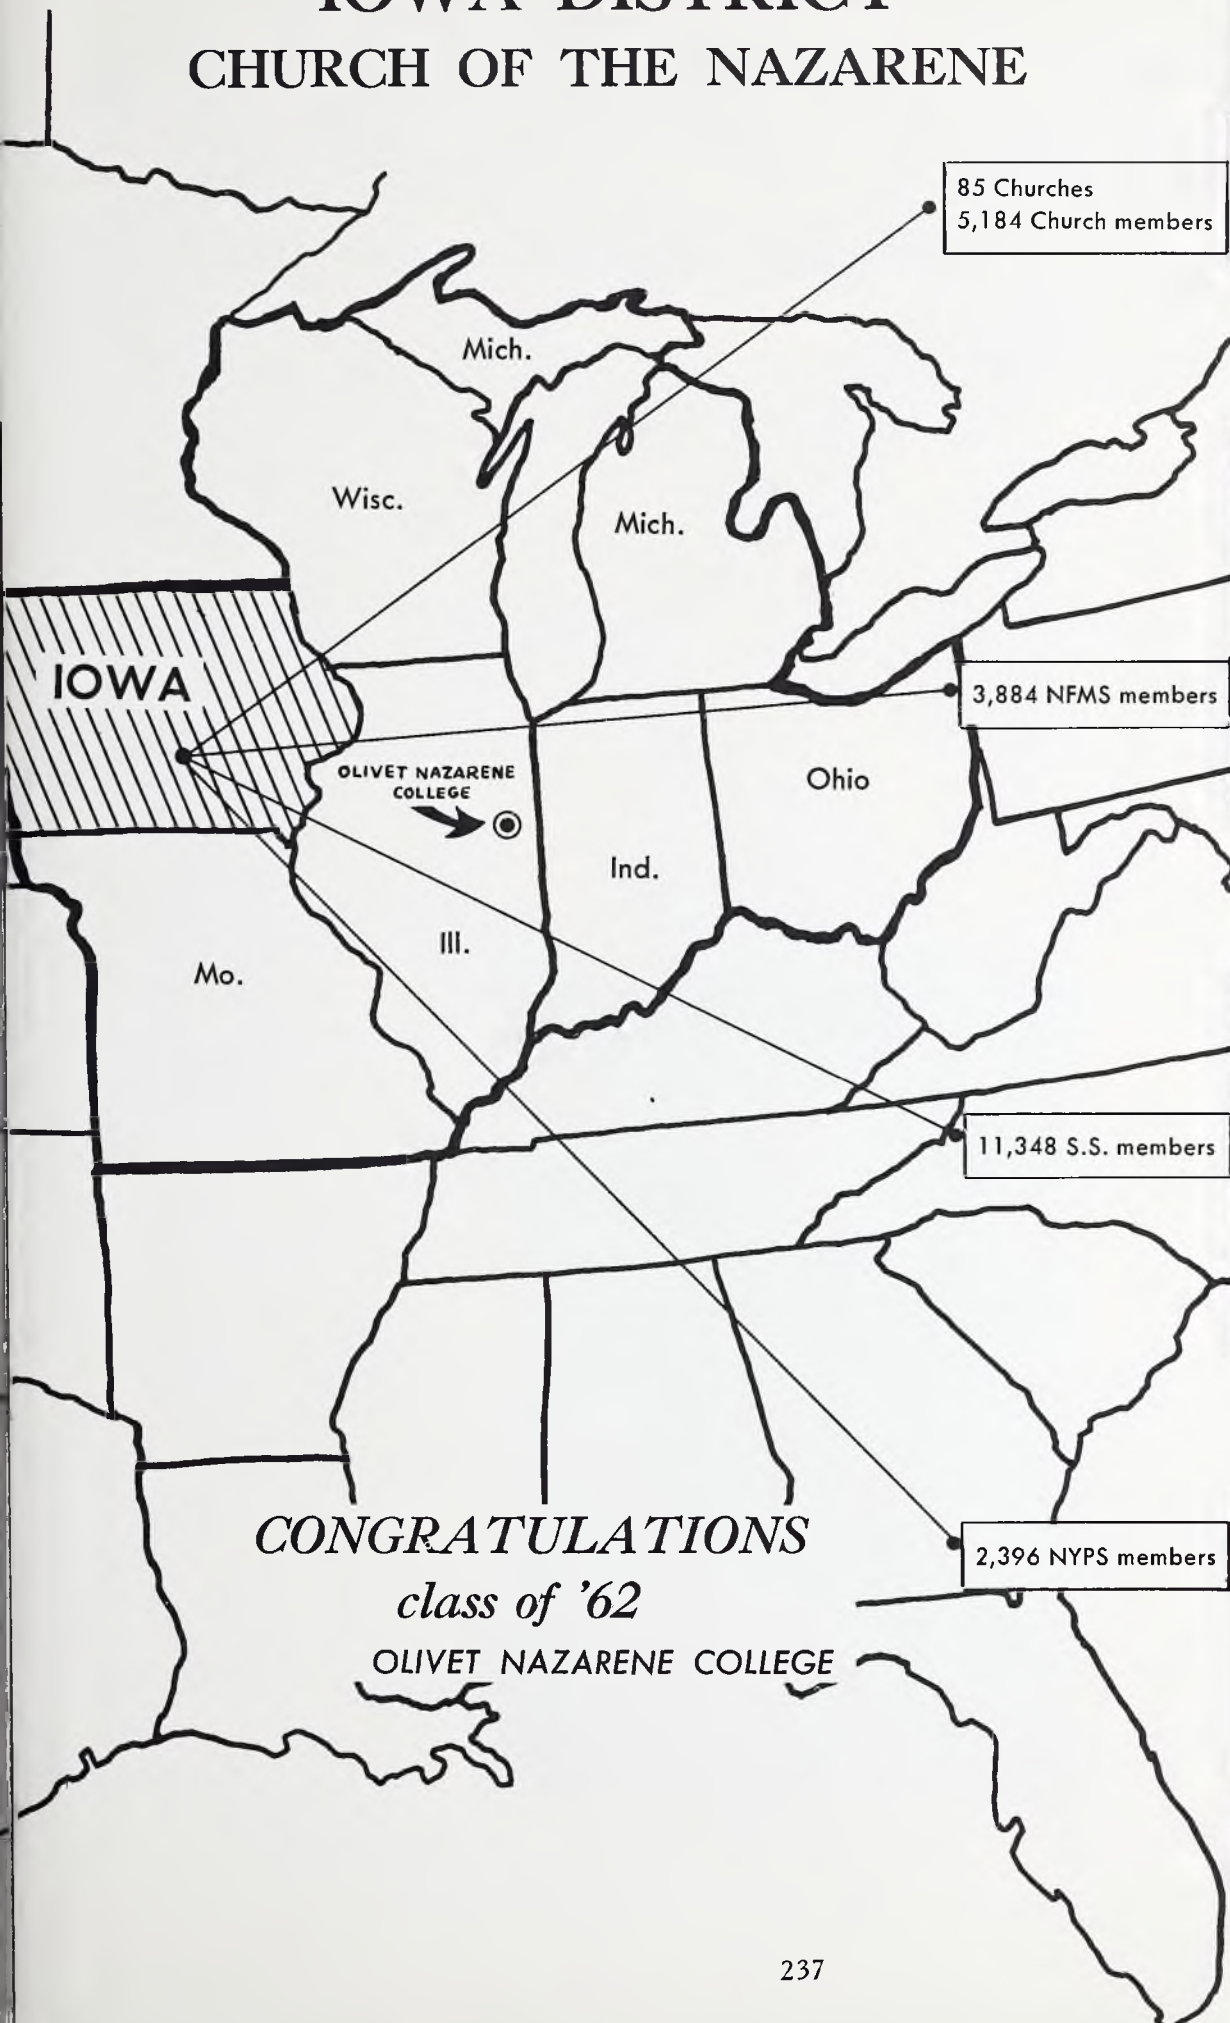 IOWA DISTRICT
CHURCH OF THE NAZARENE
85 Churches
5,184 Church members
Mich.
Wisc.
Mich.
IOWA
3,884 NFMS members
OLIVET NAZARENE
COLLEGE
Ohio
Ind.
Ill.
Mo.
11,348 S.S. members
CONGRATULATIONS
class of '62
OLIVET NAZARENE COLLEGE
2,396 NYPS members
237